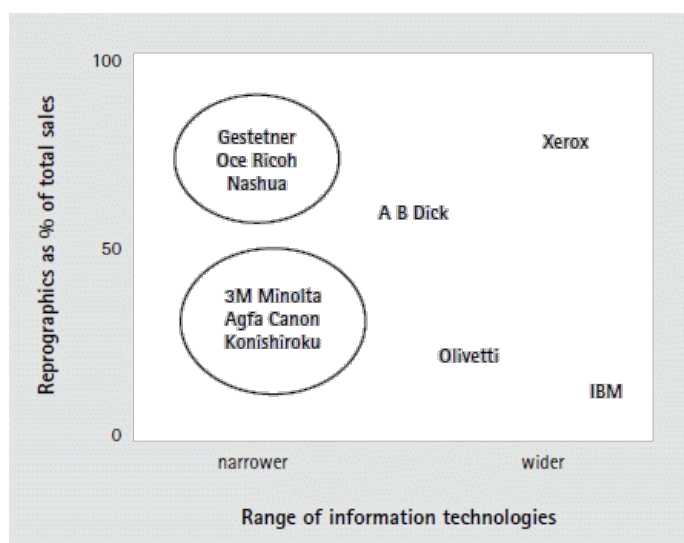 100
Reprographics as % of total sales
Gestetner
Oce Ricoh
Nashua
Xerox
A B Dick
50
3M Minolta
Agfa Canon
Konishiroku
Olivetti
IBM
0
narrower
wider
Range of information technologies